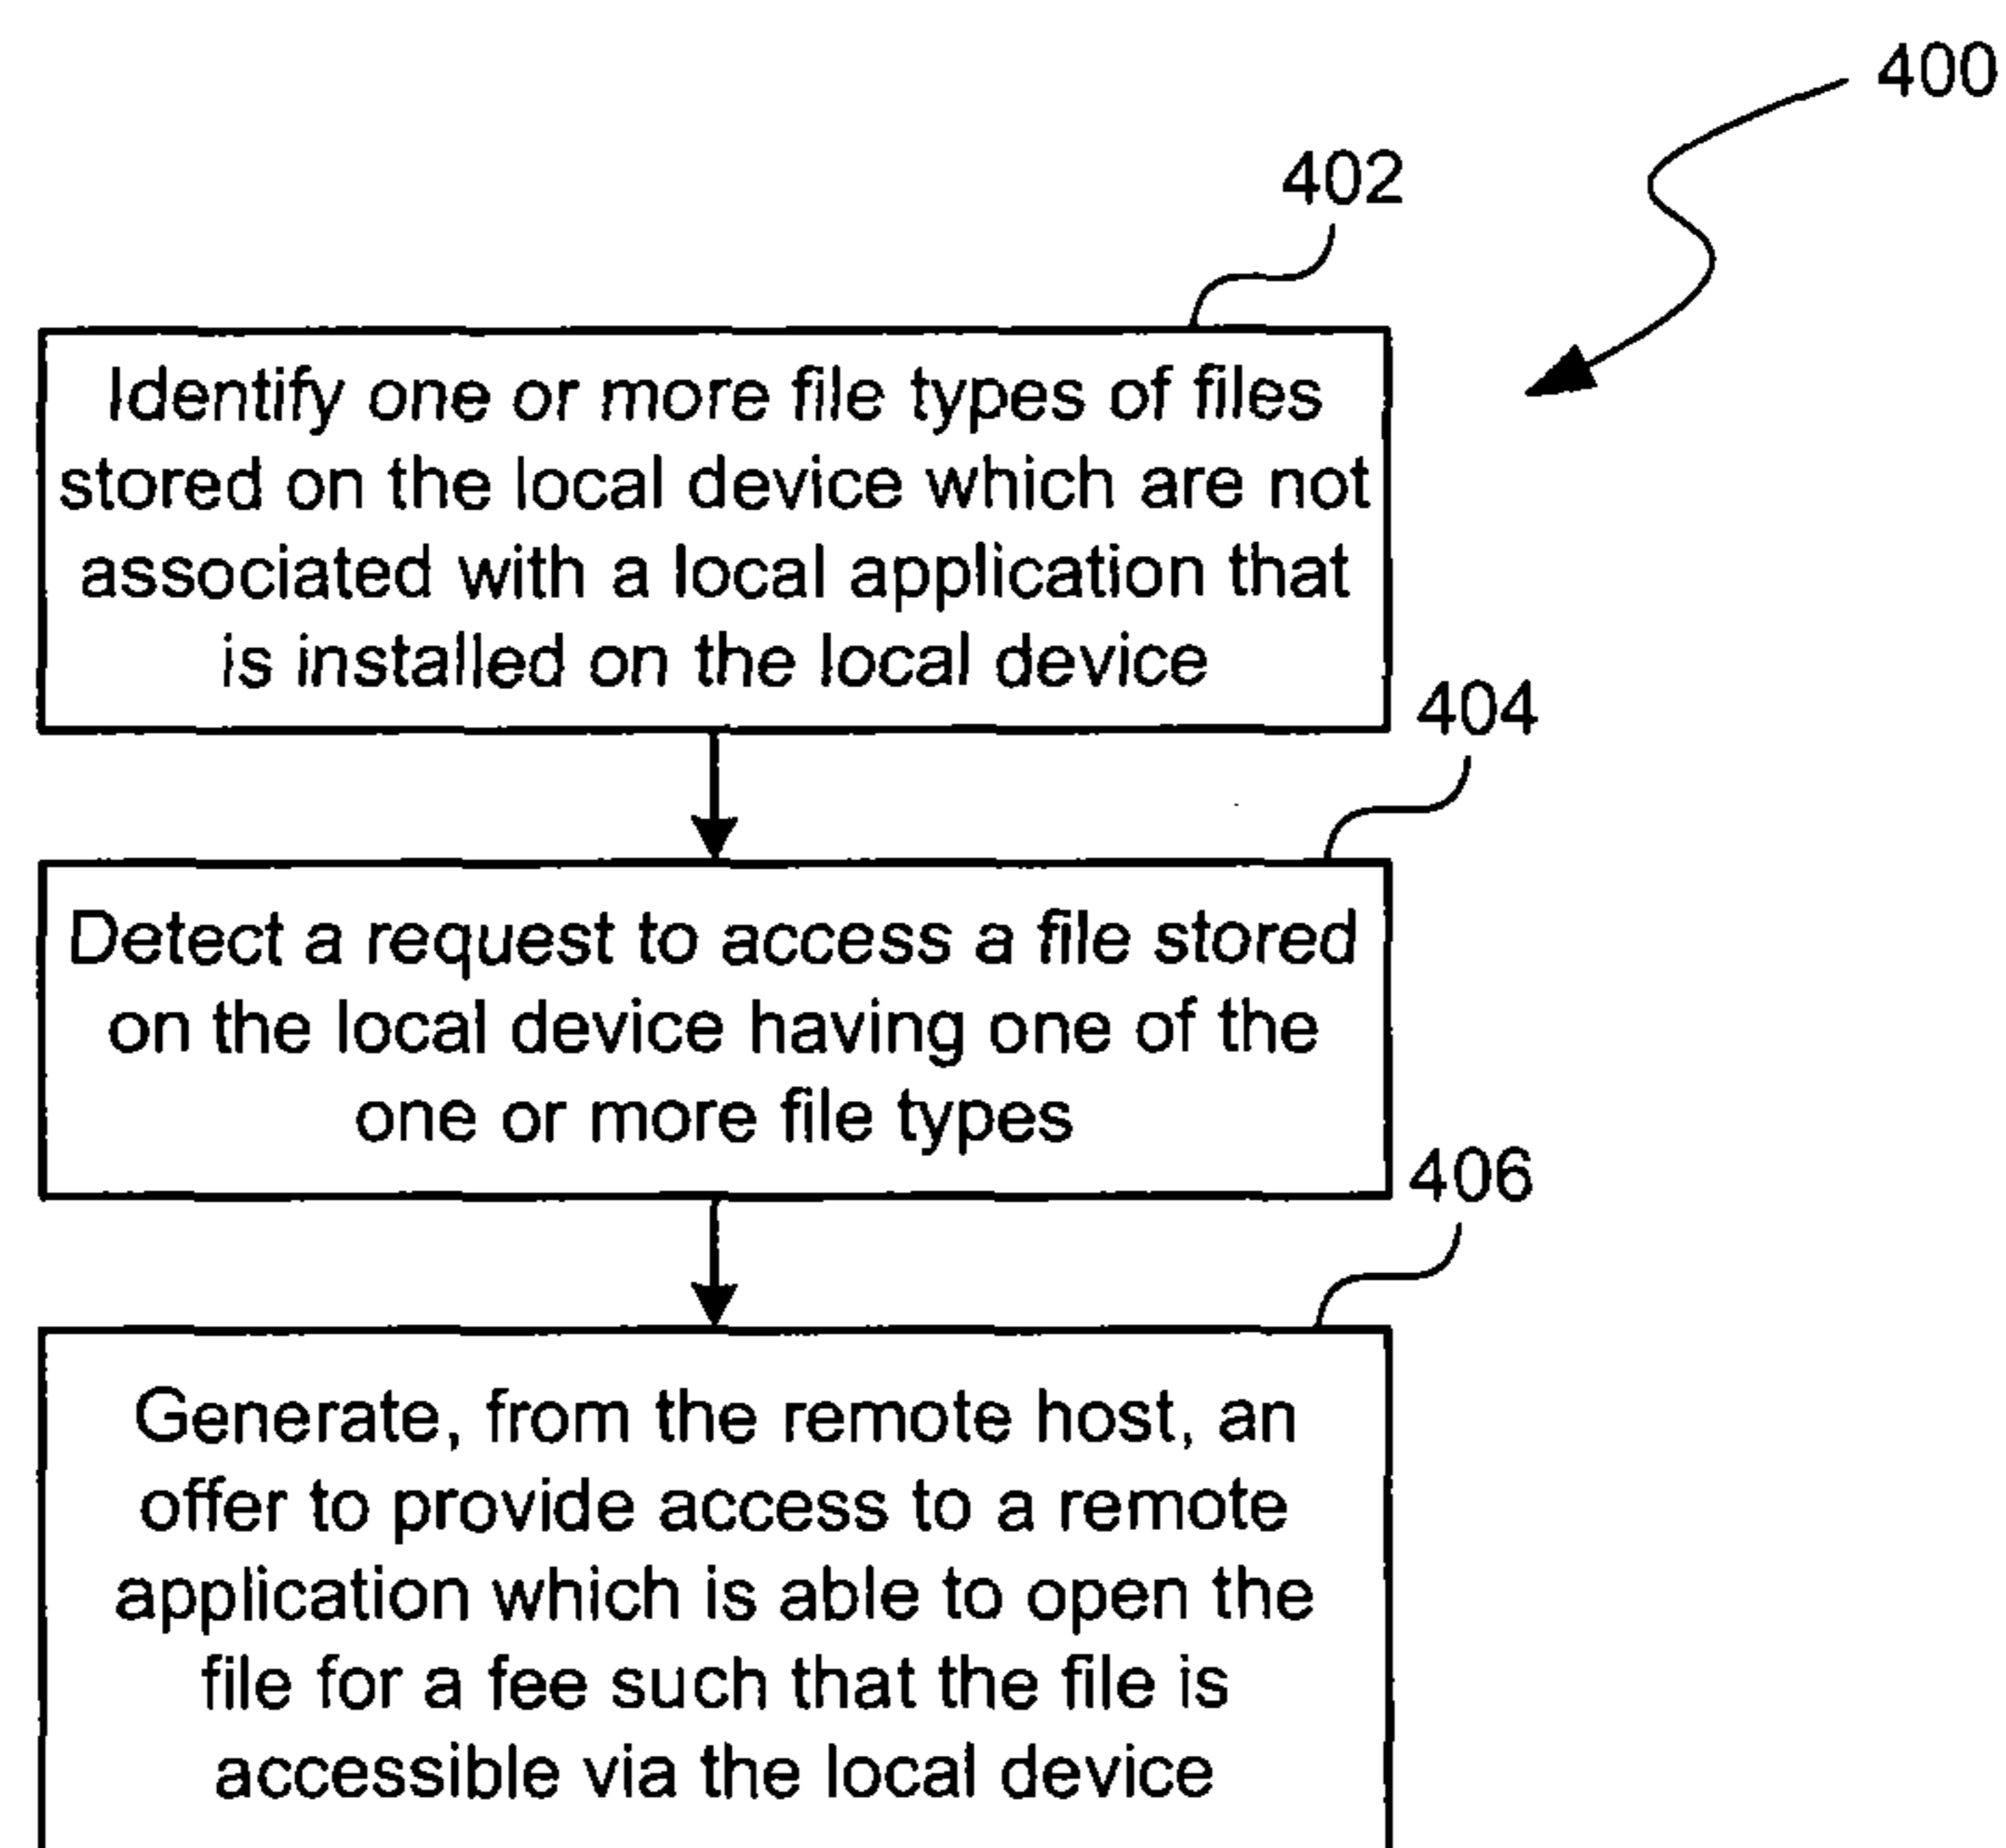 400
402
Identify one or more file types of files
stored on the local device which are not
associated with a local application that
is installed on the local device
404
Detect a request to access a file stored
on the local device having one of the
one or more file types
406
Generate, from the remote host, an
offer to provide access to a remote
application which is able to open the
file for a fee such that the file is
accessible via the local device